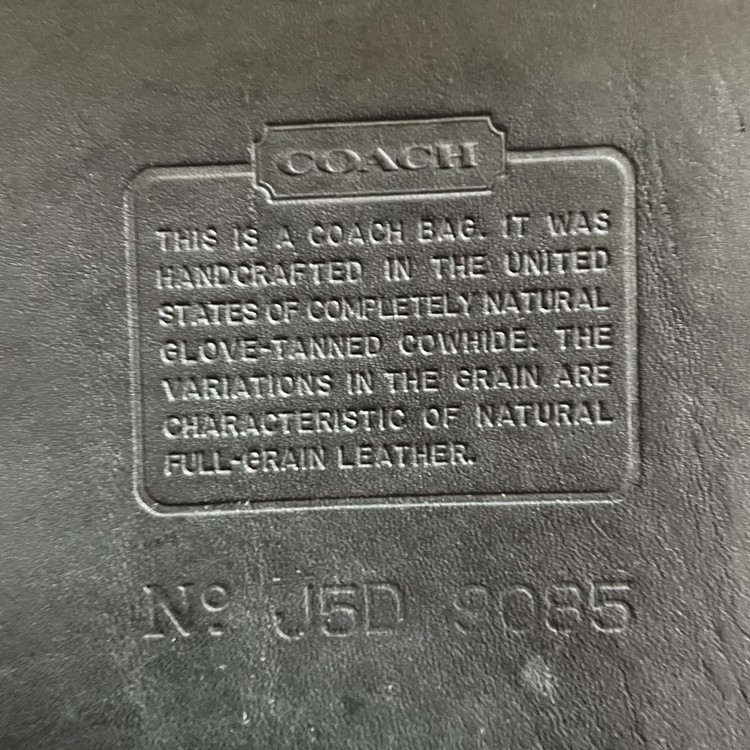 COACH
THIS IS A COACH BAG. IT WAS
HANDCRAFTED IN THE UNITED
STATES OF COMPLETELY NATURAL
GLOVE-TANNED COWHIDE. THE
VARIATIONS IN THE GRAIN ARE
CHARACTERISTIC OF NATURAL
FULL-GRAIN LEATHER.
Nº J5D 9085